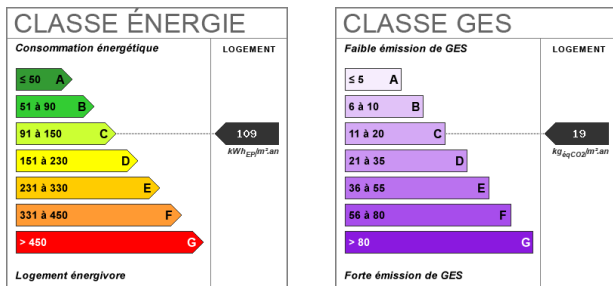 CLASSE ÉNERGIE
Consommation énergétique
LOGEMENT
≤ 50 A
51 à 90 B
91 à 150 C
109
kWhEP/m².an
151 à 230 D
231 à 330 E
331 à 450 F
> 450 G
Logement énergivore
CLASSE GES
Faible émission de GES
LOGEMENT
≤ 5 A
6 à 10 B
11 à 20 C
19
kgéqCO2/m².an
21 à 35 D
36 à 55 E
56 à 80 F
> 80 G
Forte émission de GES